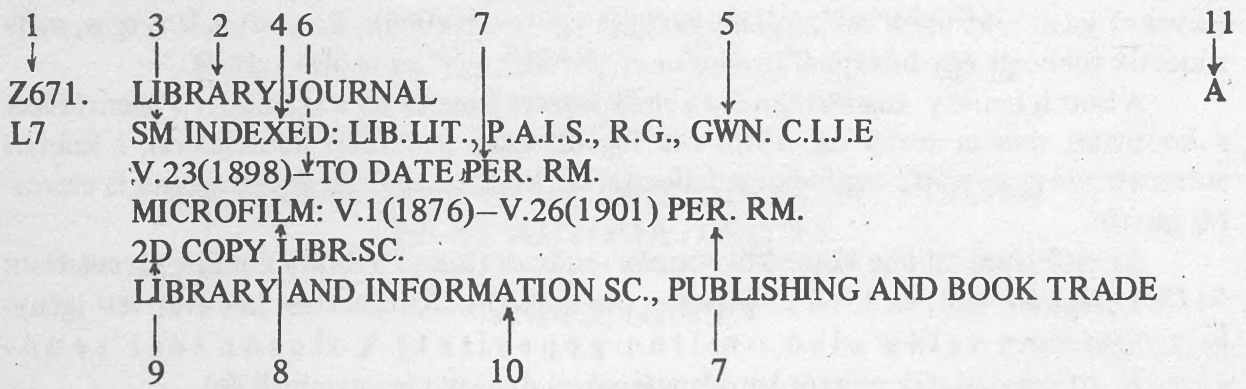 1 3 2 4 6 7 5 11
Z671. LIBRARY JOURNAL A
L7 SM INDEXED: LIB.LIT., P.A.I.S., R.G., GWN. C.I.J.E.
V.23(1898)–TO DATE PER. RM.
MICROFILM: V.1(1876)–V.26(1901) PER. RM.
2D COPY LIBR.SC.
LIBRARY AND INFORMATION SC., PUBLISHING AND BOOK TRADE
9 8 10 7